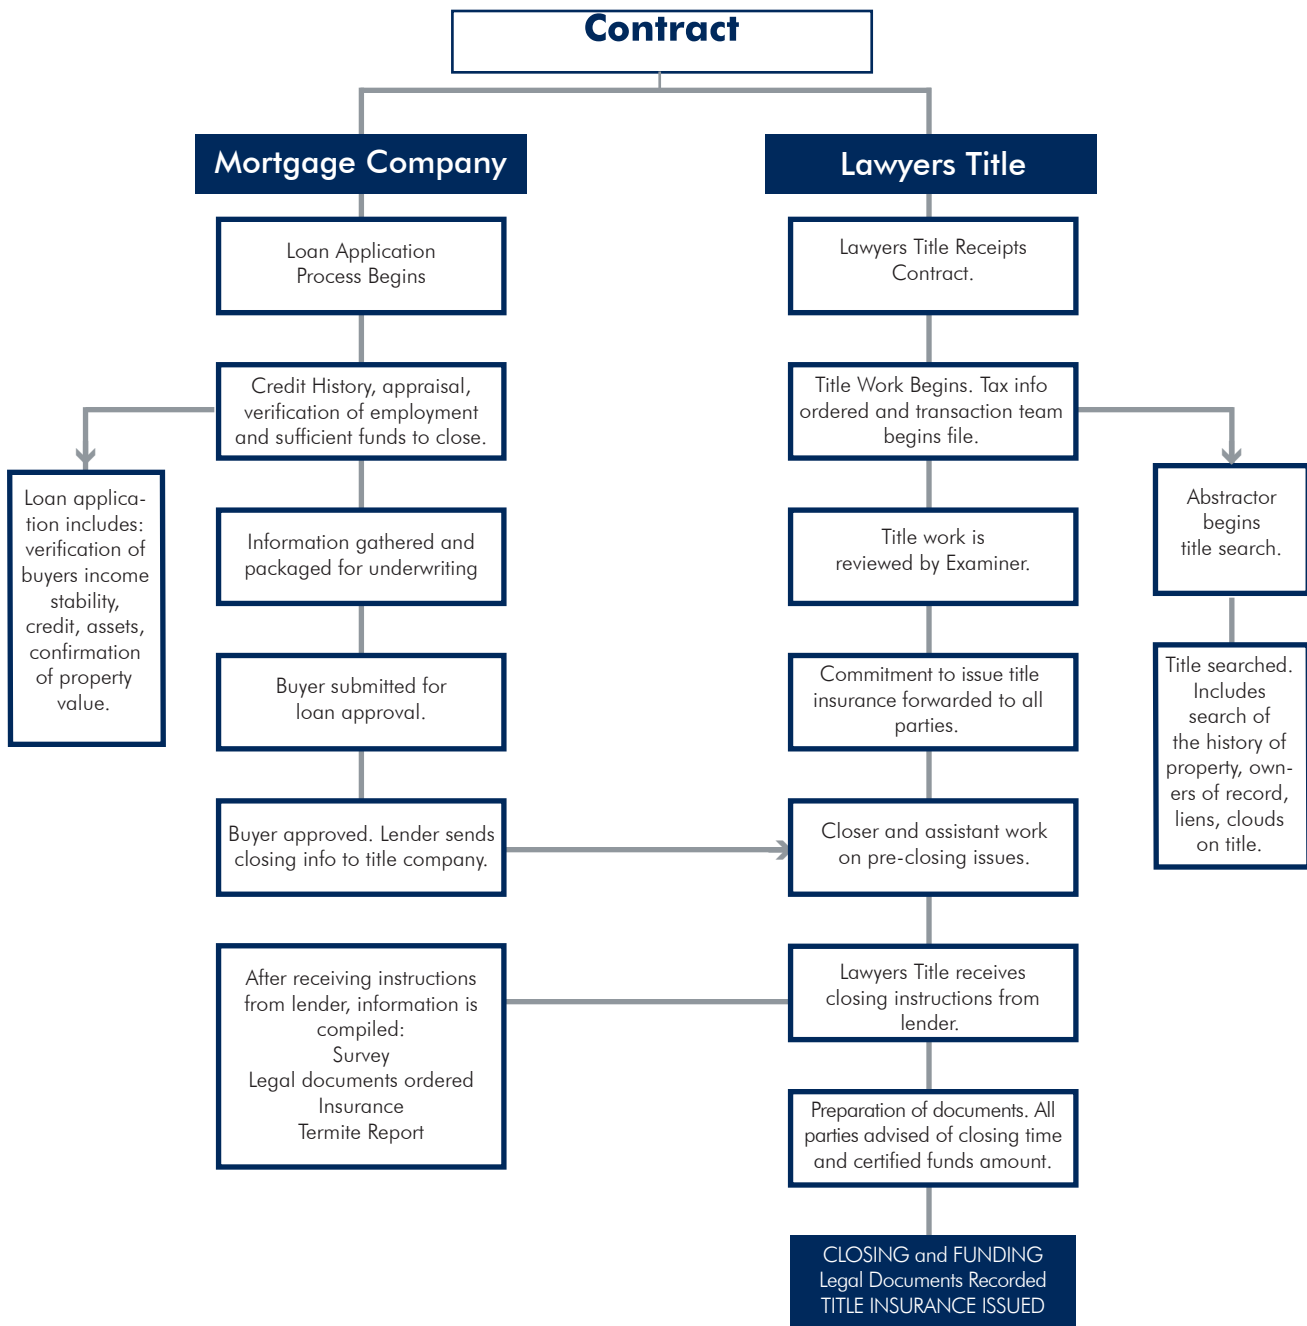 Contract
Mortgage Company
Loan Application
Process Begins
Credit History, appraisal,
verification of employment
and sufficient funds to close.
Loan applica-
tion includes:
verification of
buyers income
stability,
credit, assets,
confirmation
of property
value.
Information gathered and
packaged for underwriting
Buyer submitted for
loan approval.
Buyer approved. Lender sends
closing info to title company.
After receiving instructions
from lender, information is
compiled:
Survey
Legal documents ordered
Insurance
Termite Report
Lawyers Title
Lawyers Title Receipts
Contract.
Title Work Begins. Tax info
ordered and transaction team
begins file.
Abstractor
begins
title search.
Title searched.
Includes
search of
the history of
property, own-
ers of record,
liens, clouds
on title.
Title work is
reviewed by Examiner.
Commitment to issue title
insurance forwarded to all
parties.
Closer and assistant work
on pre-closing issues.
Lawyers Title receives
closing instructions from
lender.
Preparation of documents. All
parties advised of closing time
and certified funds amount.
CLOSING and FUNDING
Legal Documents Recorded
TITLE INSURANCE ISSUED